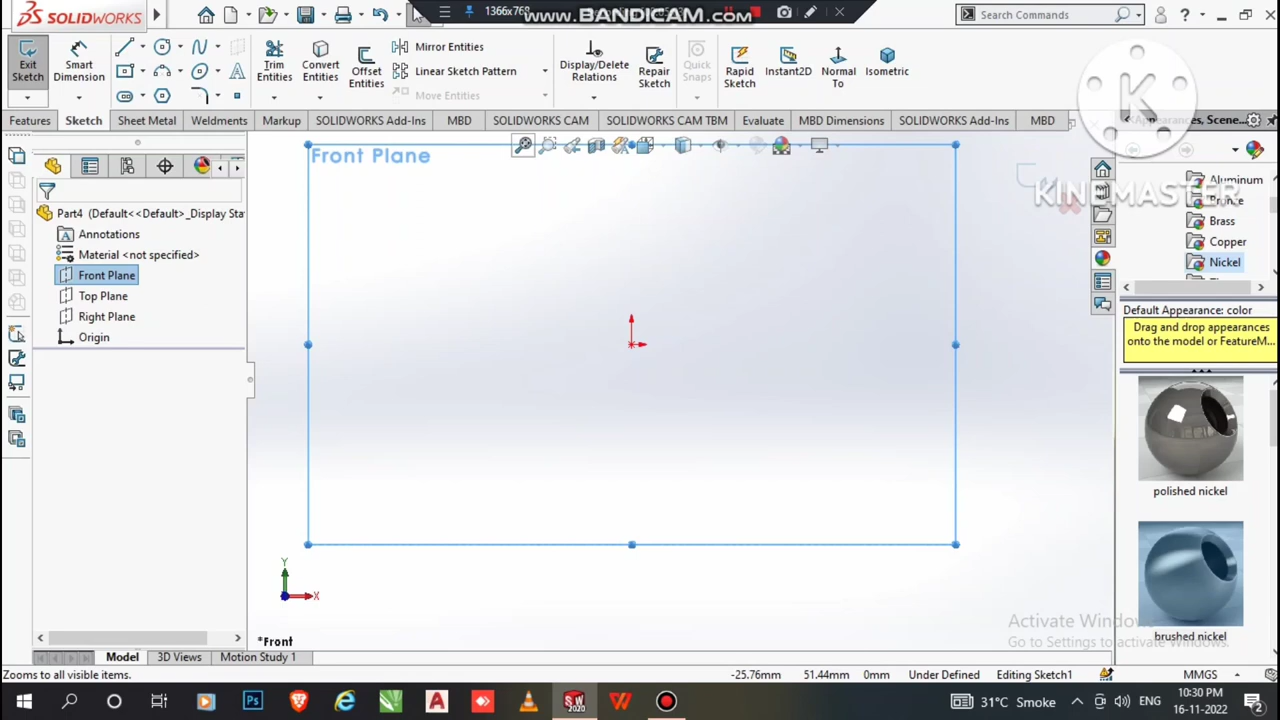 SOLIDWORKS
1366x768
www.BANDICAM.com
Search Commands
Exit Sketch
Smart Dimension
Trim Entities
Convert Entities
Offset Entities
Mirror Entities
Linear Sketch Pattern
Move Entities
Display/Delete Relations
Repair Sketch
Quick Snaps
Rapid Sketch
Instant2D
Normal To
Isometric
Features
Sketch
Sheet Metal
Weldments
Markup
SOLIDWORKS Add-Ins
MBD
SOLIDWORKS CAM
SOLIDWORKS CAM TBM
Evaluate
MBD Dimensions
SOLIDWORKS Add-Ins
MBD
Appearances, Scene...
K
KINEMASTER
Front Plane
Part4 (Default<<Default>_Display Sta
Annotations
Material <not specified>
Front Plane
Top Plane
Right Plane
Origin
Aluminum
Bronze
Brass
Copper
Nickel
Default Appearance: color
Drag and drop appearances
onto the model or FeatureM...
polished nickel
brushed nickel
Y
X
*Front
Activate Windows
Go to Settings to activate Windows.
Model
3D Views
Motion Study 1
Zooms to all visible items.
-25.76mm
51.44mm
0mm
Under Defined
Editing Sketch1
MMGS
31°C Smoke
ENG
10:30 PM
16-11-2022
2